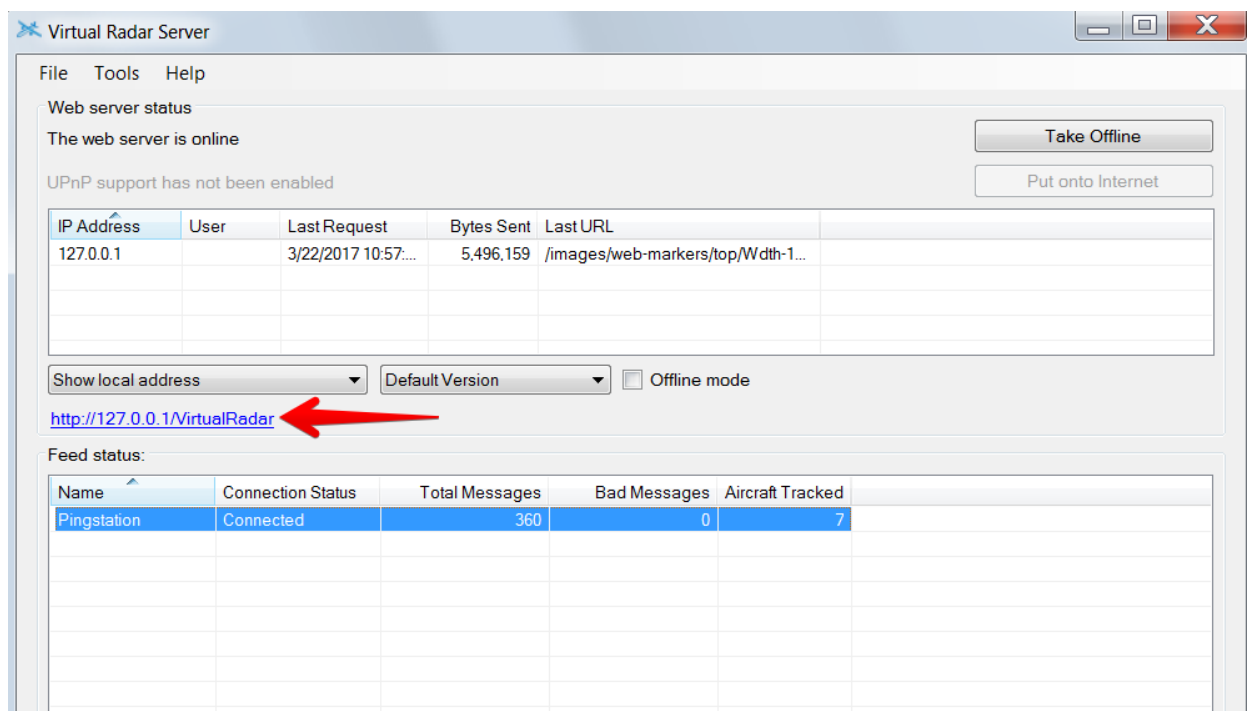 Virtual Radar Server
File Tools Help
Web server status
The web server is online
Take Offline
UPnP support has not been enabled
Put onto Internet
IP Address User Last Request Bytes Sent Last URL
127.0.0.1 3/22/2017 10:57:... 5,496,159 /images/web-markers/top/Wdth-1...
Show local address Default Version Offline mode
http://127.0.0.1/VirtualRadar
Feed status:
Name Connection Status Total Messages Bad Messages Aircraft Tracked
Pingstation Connected 360 0 7